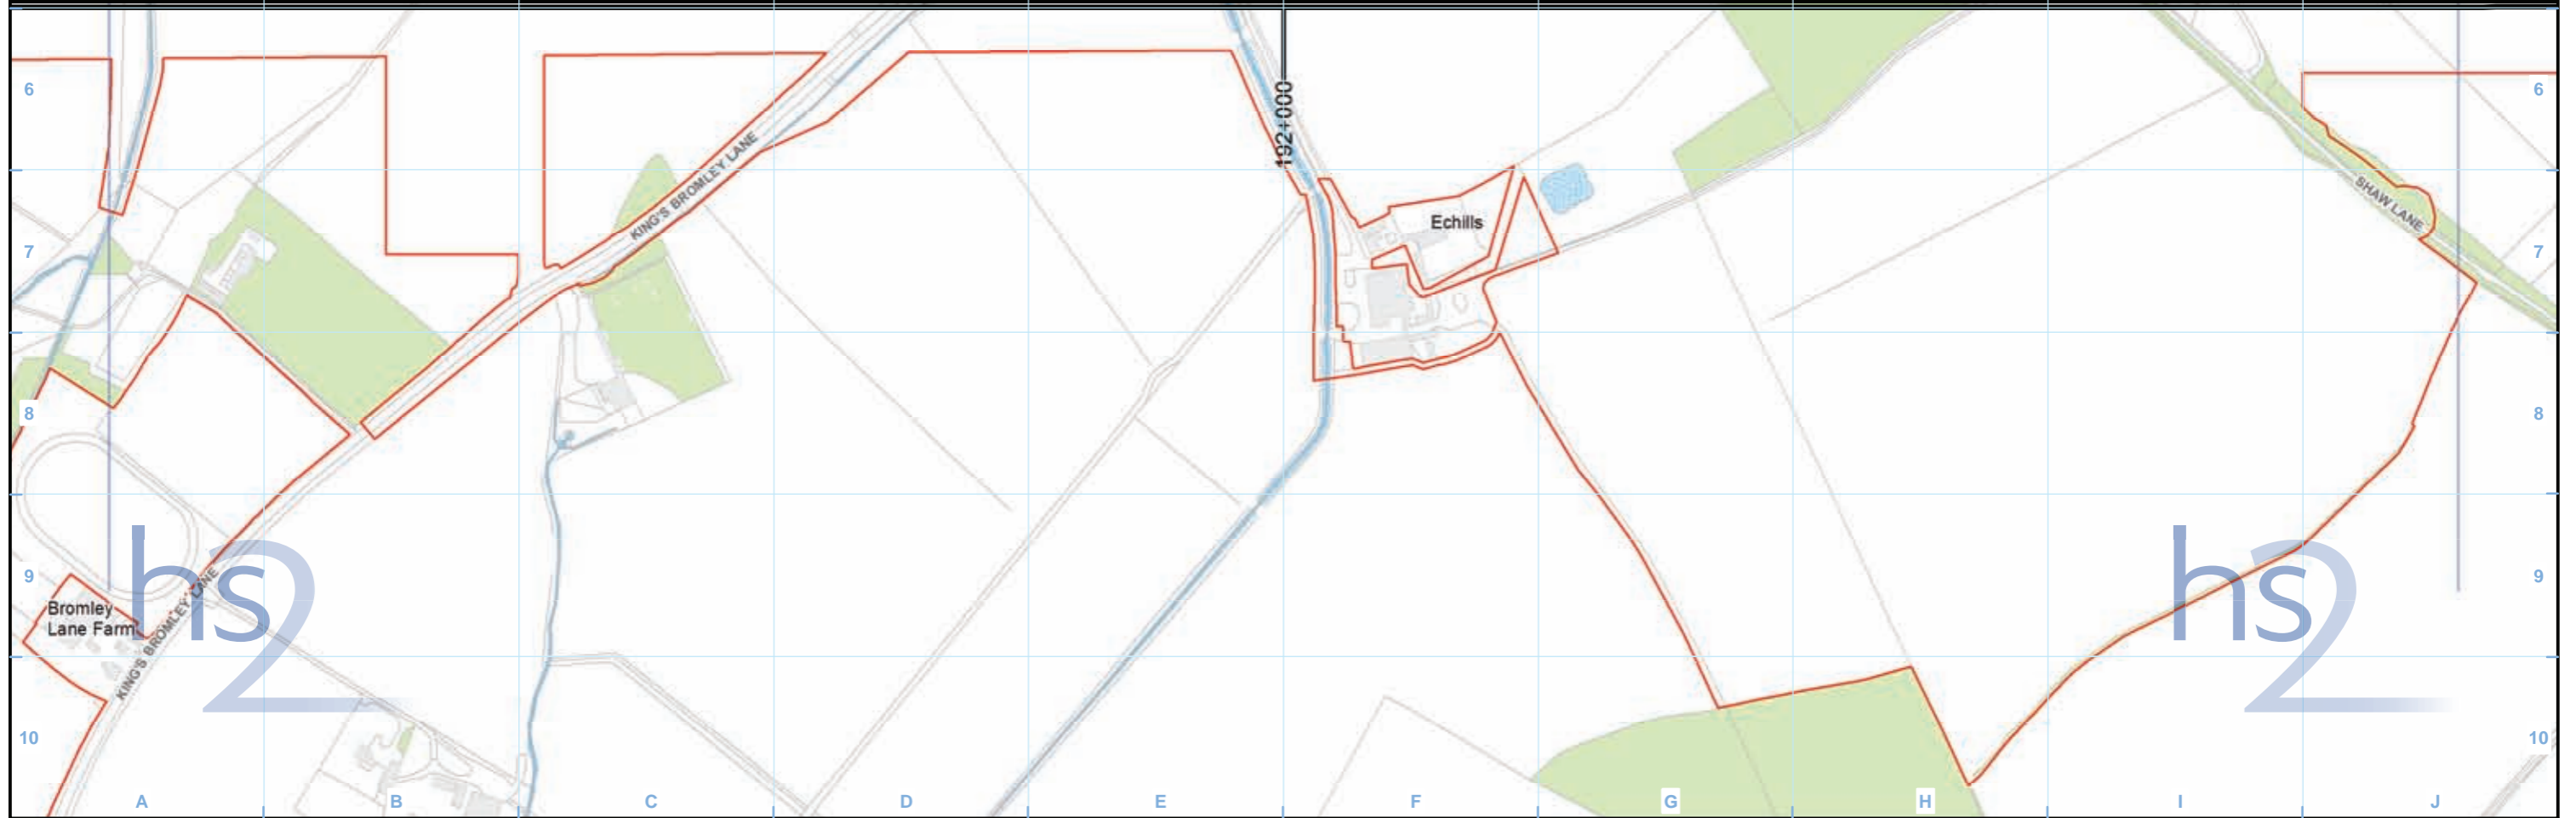 192+000
6
6
KING'S BROMLEY LANE
SHAW LANE
Echills
7
7
8
8
hs2
hs2
9
9
Bromley
Lane Farm
KING'S BROMLEY LANE
10
10
A
B
C
D
E
F
G
H
I
J